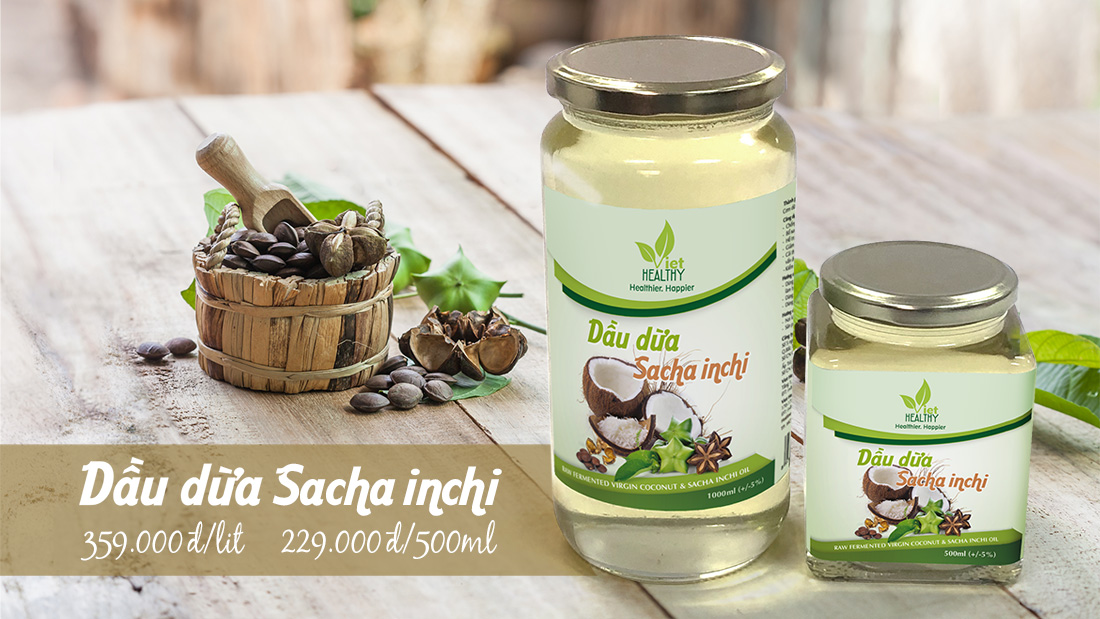 Viet
HEALTHY
Healthier. Happier
Dầu dừa
Sacha inchi
RAW FERMENTED VIRGIN COCONUT & SACHA INCHI OIL
1000ml (+/-5%)
Viet
HEALTHY
Healthier. Happier
Dầu dừa
Sacha inchi
RAW FERMENTED VIRGIN COCONUT & SACHA INCHI OIL
500ml (+/-5%)
Dầu dừa Sacha inchi
359.000đ/lit 229.000đ/500ml